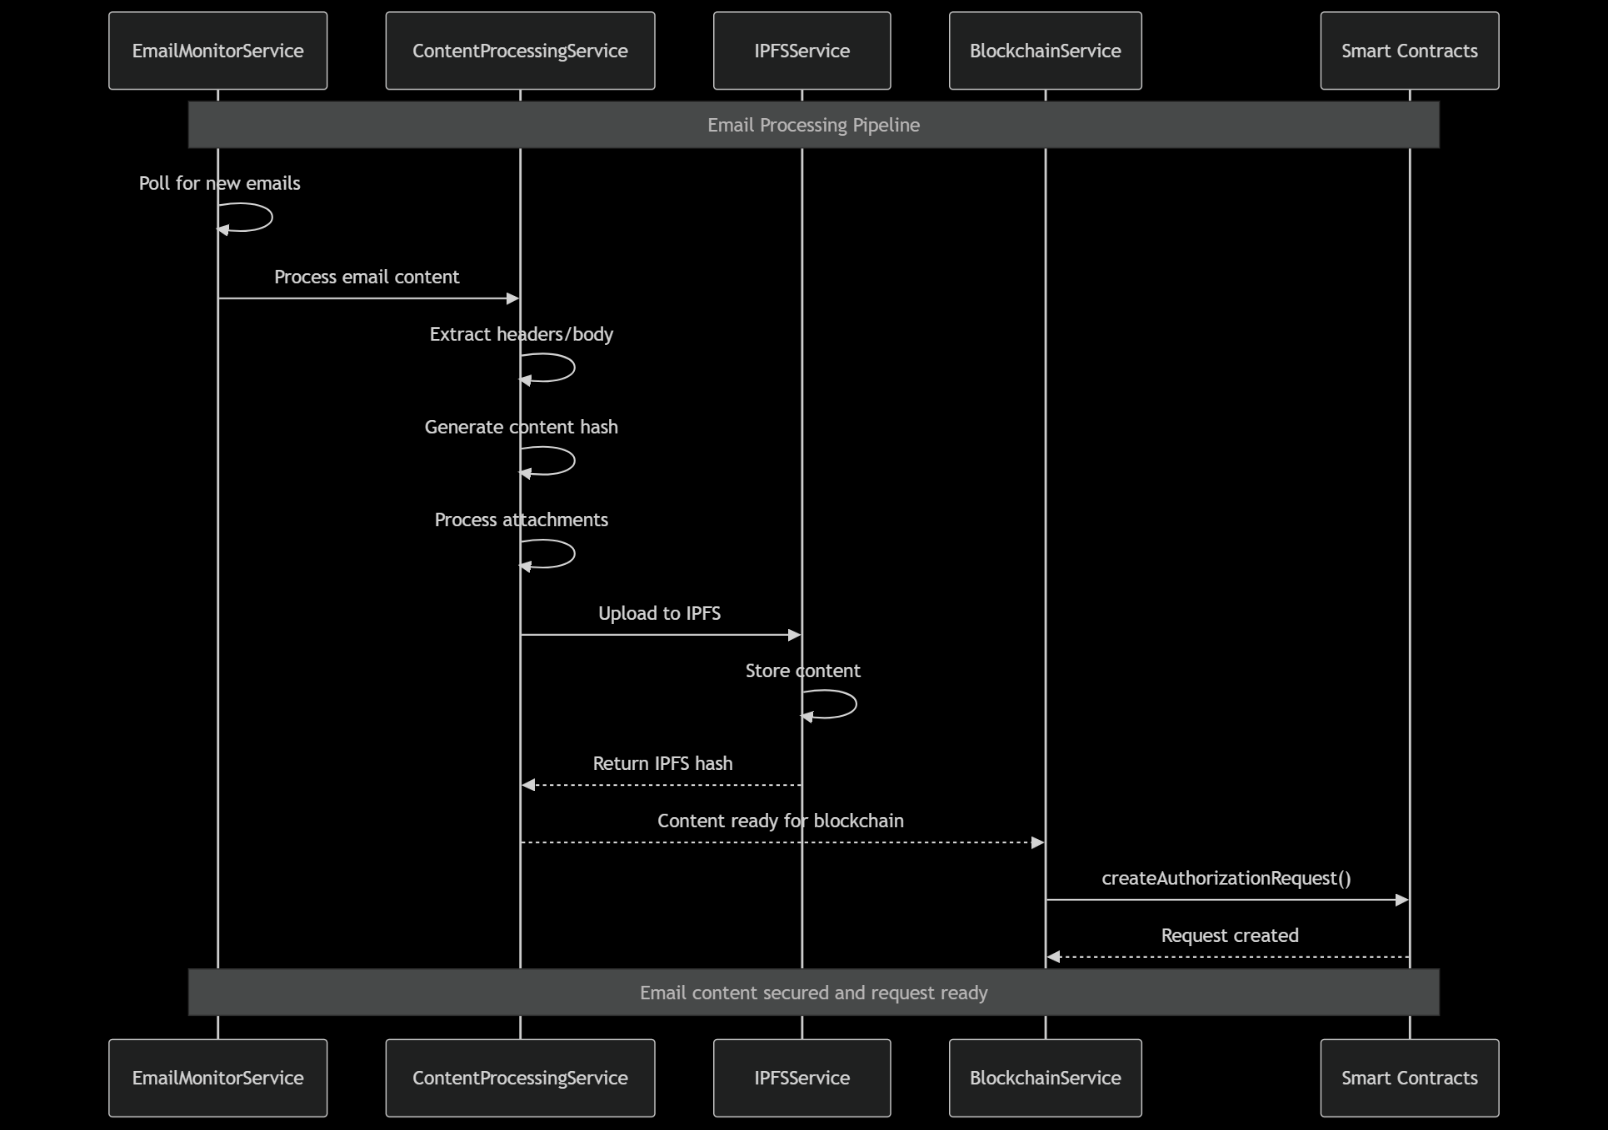 EmailMonitorService
ContentProcessingService
IPFSService
BlockchainService
Smart Contracts
Email Processing Pipeline
Poll for new emails
Process email content
Extract headers/body
Generate content hash
Process attachments
Upload to IPFS
Store content
Return IPFS hash
Content ready for blockchain
createAuthorizationRequest()
Request created
Email content secured and request ready
EmailMonitorService
ContentProcessingService
IPFSService
BlockchainService
Smart Contracts